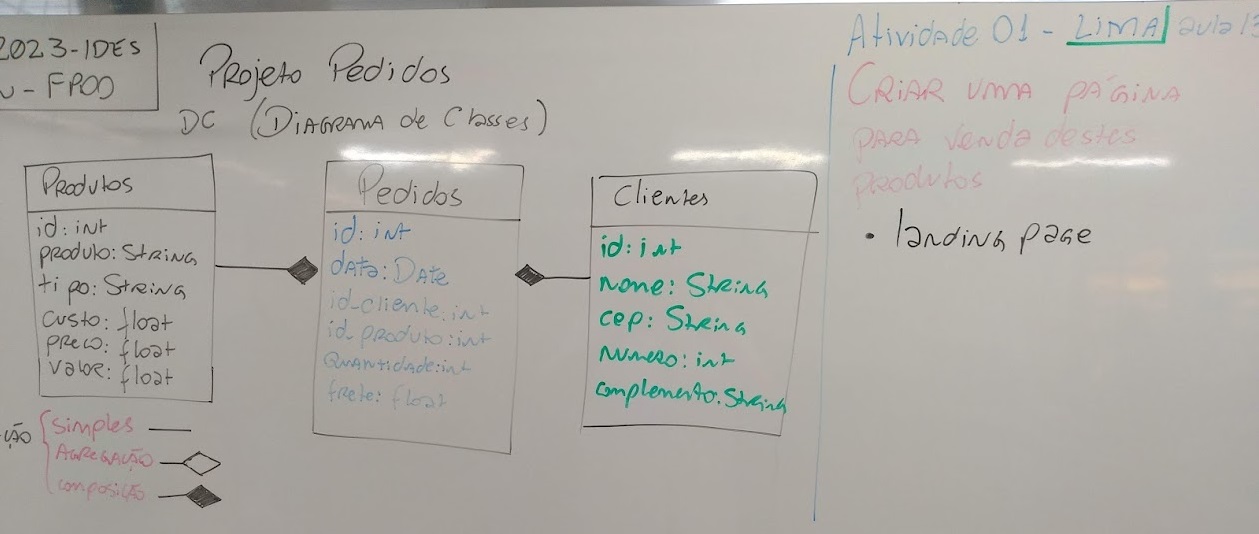 2023-IDES
- FPOO
Projeto Pedidos
DC (Diagrama de Classes)
Produtos
id: int
produto: String
tipo: String
custo: float
preco: float
valor: float
Pedidos
id: int
data: Date
id_cliente: int
id_produto: int
Quantidade: int
frete: float
Clientes
id: int
nome: String
cep: String
numero: int
complemento: String
ção
simples
Agregação
composição
Atividade 01 - LIMA aula 13
Criar uma página
para venda destes
produtos
• landing page